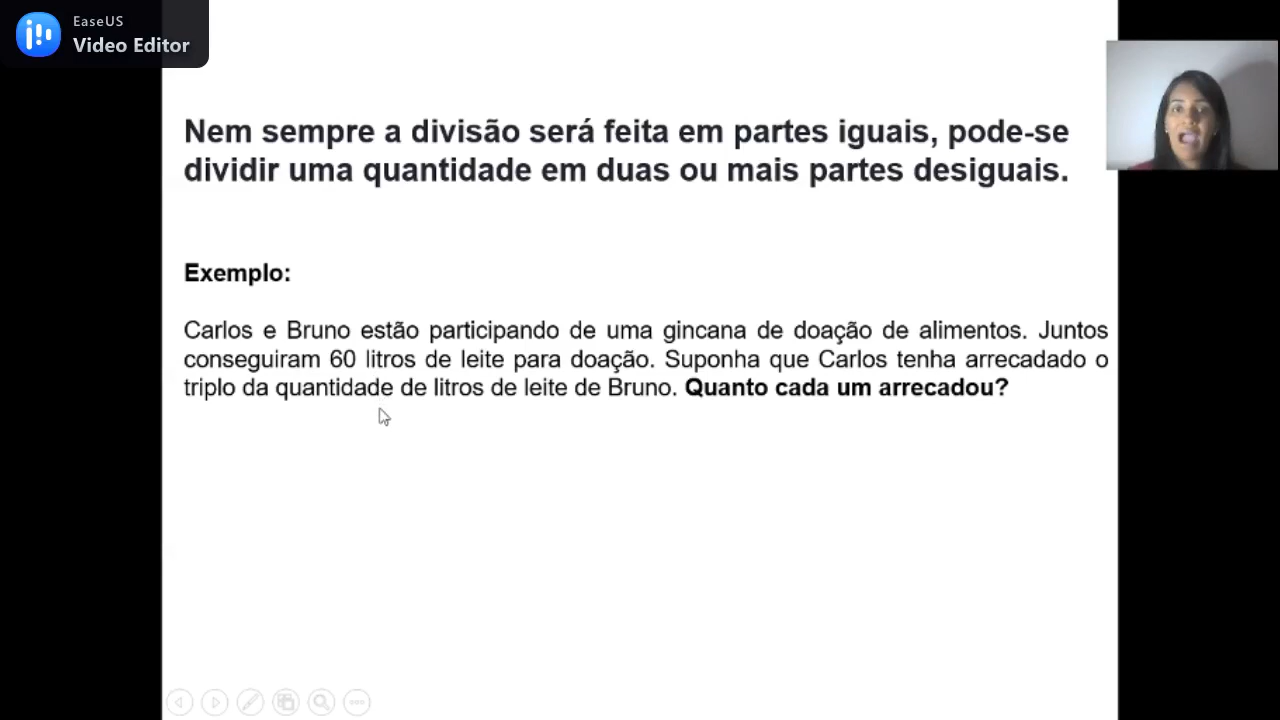 EaseUS
Video Editor
Nem sempre a divisão será feita em partes iguais, pode-se
dividir uma quantidade em duas ou mais partes desiguais.
Exemplo:
Carlos e Bruno estão participando de uma gincana de doação de alimentos. Juntos
conseguiram 60 litros de leite para doação. Suponha que Carlos tenha arrecadado o
triplo da quantidade de litros de leite de Bruno. Quanto cada um arrecadou?